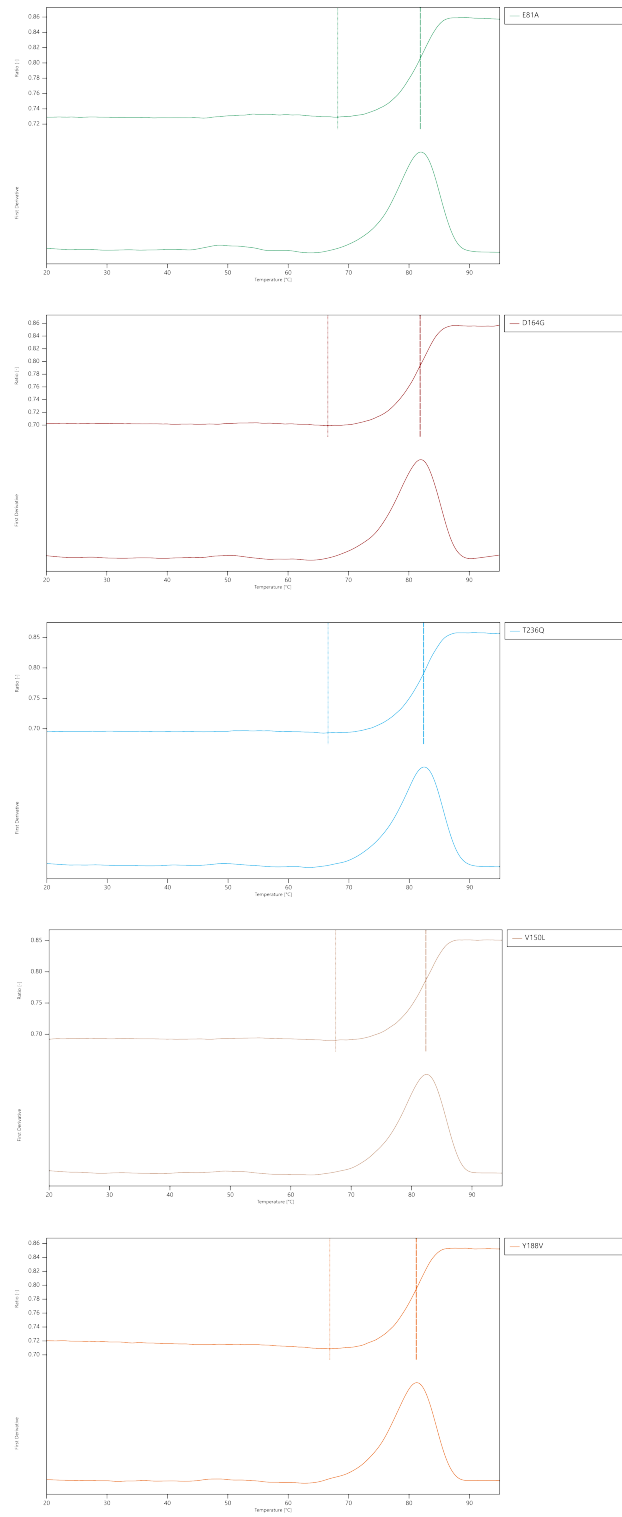 E81A
0.86
0.84
0.82
0.80
0.78
0.76
0.74
0.72
Ratio [-]
First Derivative
20 30 40 50 60 70 80 90
Temperature [°C]
D164G
0.86
0.84
0.82
0.80
0.78
0.76
0.74
0.72
0.70
Ratio [-]
First Derivative
20 30 40 50 60 70 80 90
Temperature [°C]
T236Q
0.85
0.80
0.75
0.70
Ratio [-]
First Derivative
20 30 40 50 60 70 80 90
Temperature [°C]
V150L
0.85
0.80
0.75
0.70
Ratio [-]
First Derivative
20 30 40 50 60 70 80 90
Temperature [°C]
Y188V
0.86
0.84
0.82
0.80
0.78
0.76
0.74
0.72
0.70
Ratio [-]
First Derivative
20 30 40 50 60 70 80 90
Temperature [°C]